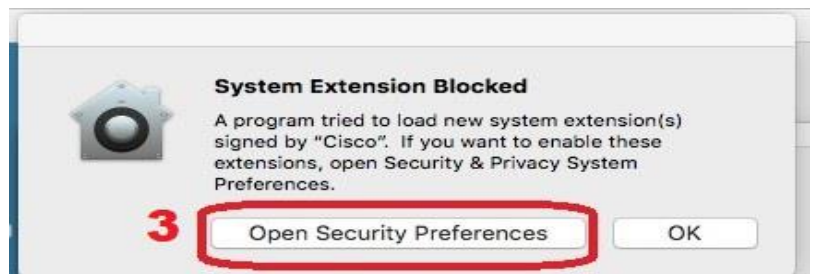 System Extension Blocked
A program tried to load new system extension(s)
signed by “Cisco”. If you want to enable these
extensions, open Security & Privacy System
Preferences.
3 Open Security Preferences OK